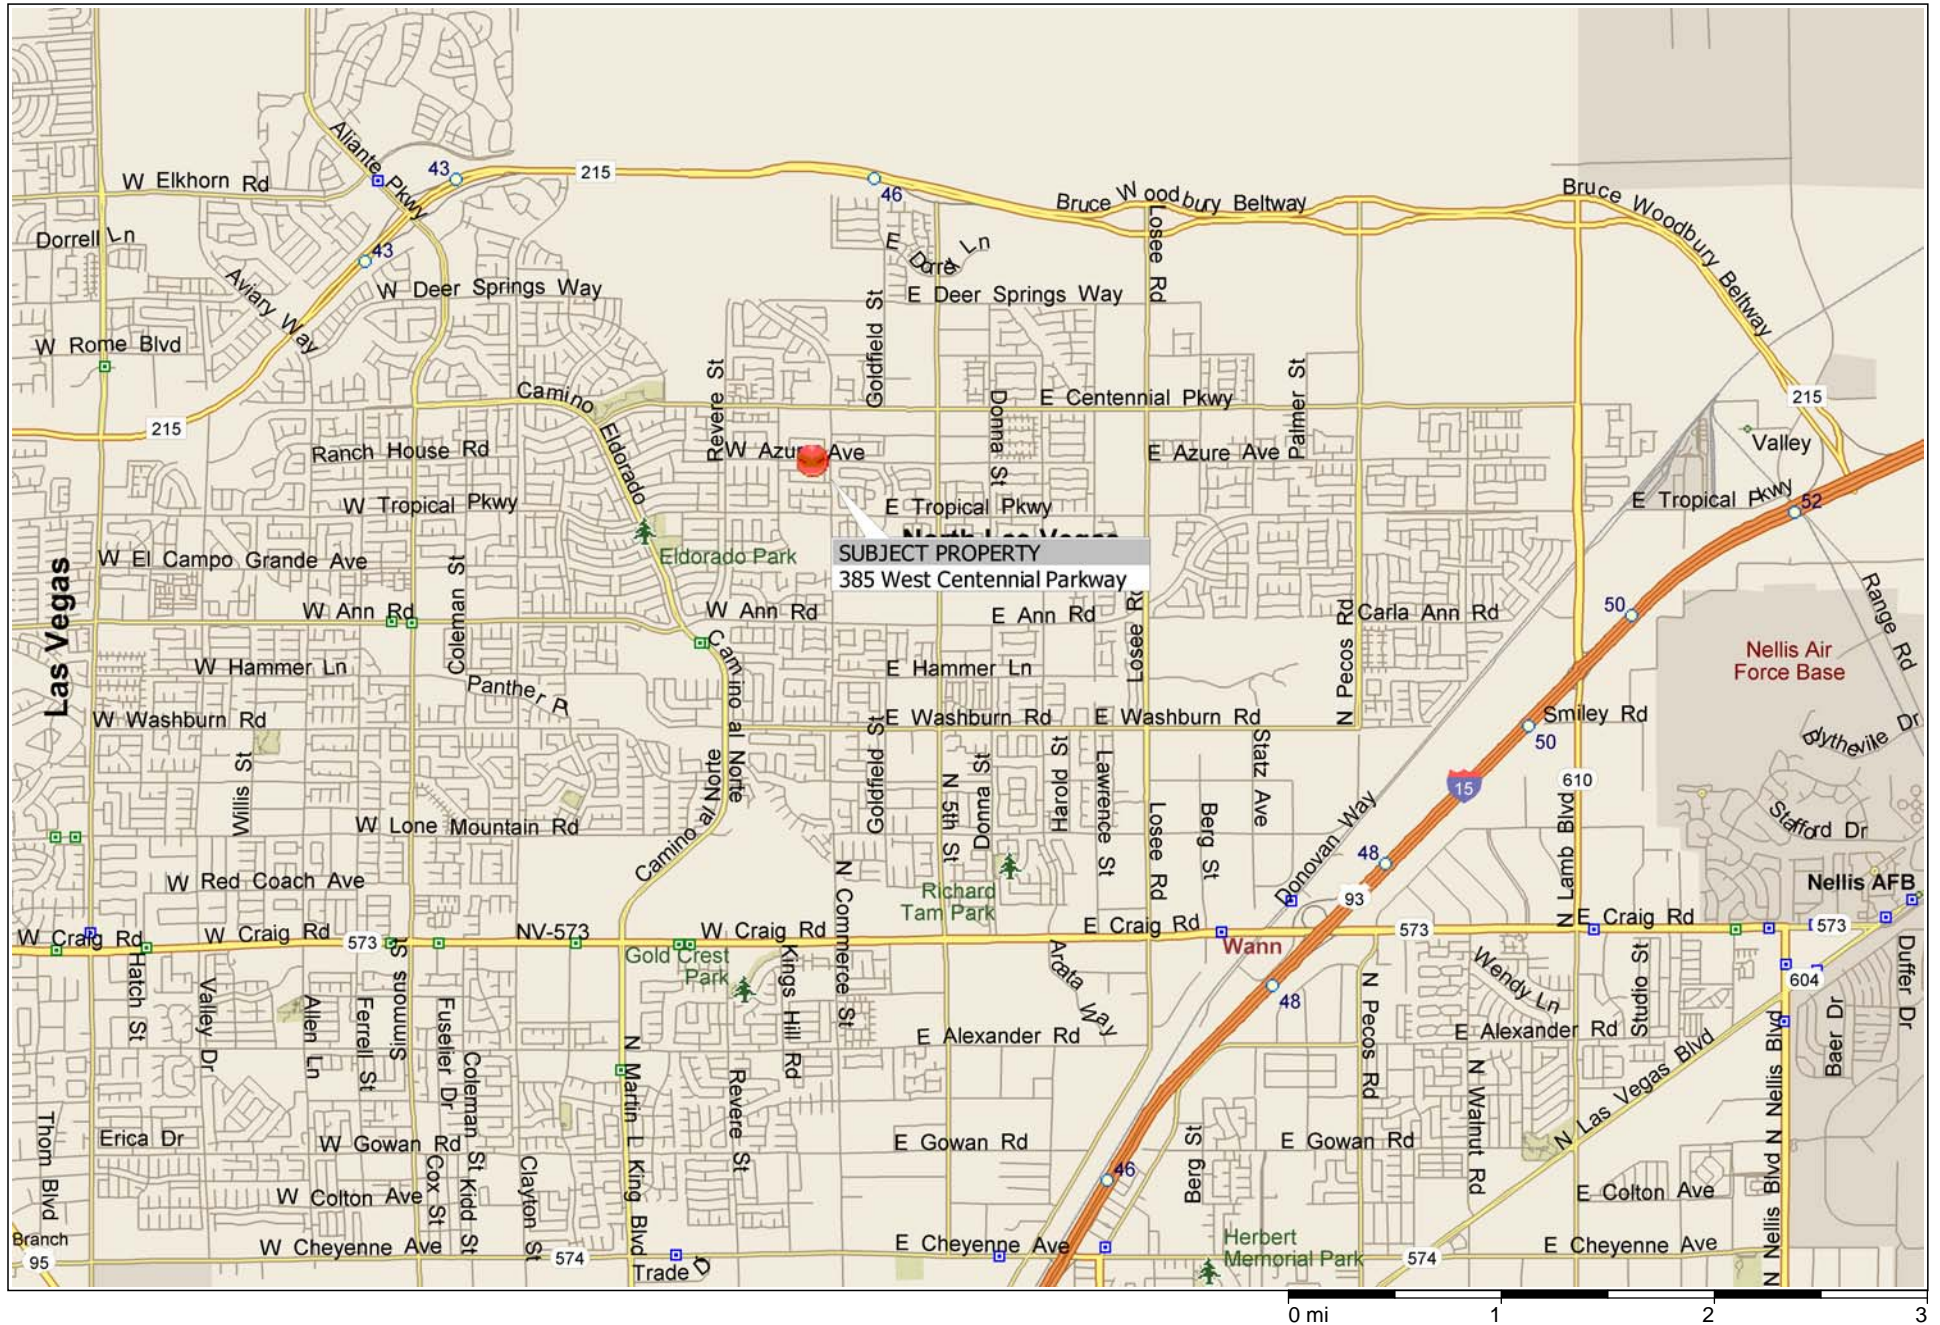 Aliante Pkwy
43
215
46
W Elkhorn Rd
Bruce Woodbury Beltway
Bruce Woodbury Beltway
Dorrell Ln
43
E Dorrell Ln
Losee Rd
Aviary Way
W Deer Springs Way
Goldfield St
E Deer Springs Way
W Rome Blvd
Camino Eldorado
Revere St
Donna St
E Centennial Pkwy
Palmer St
215
215
Ranch House Rd
W Azure Ave
E Azure Ave
Valley
W Tropical Pkwy
E Tropical Pkwy
E Tropical Pkwy
52
North Las Vegas
Eldorado Park
SUBJECT PROPERTY
385 West Centennial Parkway
W El Campo Grande Ave
Las Vegas
Coleman St
W Ann Rd
W Ann Rd
E Ann Rd
Losee Rd
N Pecos Rd
Carla Ann Rd
50
Range Rd
Nellis Air
Force Base
W Hammer Ln
Camino al Norte
E Hammer Ln
Panther Pl
W Washburn Rd
Goldfield St
E Washburn Rd
E Washburn Rd
Smiley Rd
50
Blytheville Dr
Willis St
Camino al Norte
N 5th St
Donna St
Harold St
Lawrence St
Losee Rd
Berg St
Statz Ave
Donovan Way
15
610
N Lamb Blvd
Stafford Dr
W Lone Mountain Rd
48
W Red Coach Ave
N Commerce St
Richard
Tam Park
93
Nellis AFB
W Craig Rd
W Craig Rd
573
NV-573
W Craig Rd
E Craig Rd
573
E Craig Rd
573
Wann
Gold Crest
Park
Hatch St
Valley Dr
Allen Ln
Ferrell St
Simmons St
Fuselier Dr
Kings Hill Rd
Arcata Way
48
N Pecos Rd
Wendy Ln
Studio St
604
Duffer Dr
Baer Dr
E Alexander Rd
E Alexander Rd
Coleman St
N Martin L King Blvd
Revere St
N Walnut Rd
N Las Vegas Blvd
N Nellis Blvd
Thom Blvd
Erica Dr
W Gowan Rd
E Gowan Rd
Berg St
E Gowan Rd
46
W Colton Ave
Cox St
Kidd St
Clayton St
E Colton Ave
N Nellis Blvd
Branch
95
W Cheyenne Ave
574
Trade D
E Cheyenne Ave
Herbert
Memorial Park
574
E Cheyenne Ave
0 mi
1
2
3